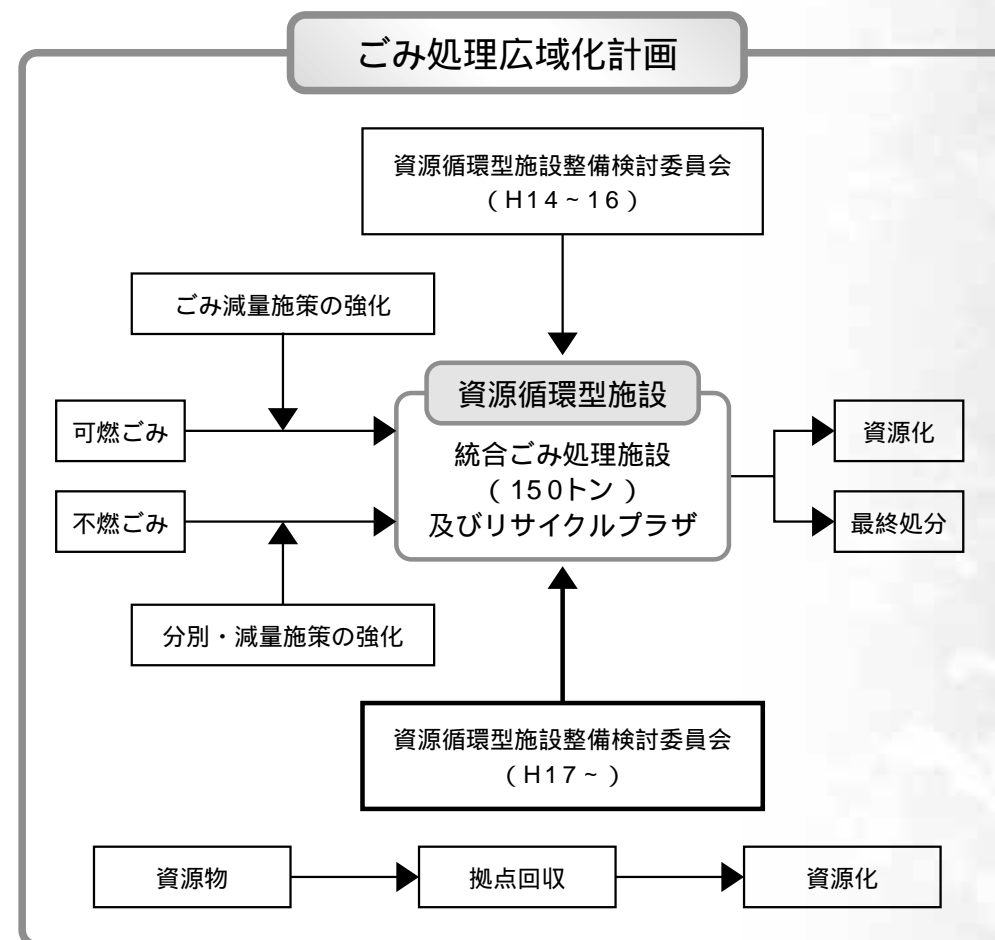 ごみ処理広域化計画
資源循環型施設整備検討委員会
(H14~16)
ごみ減量施策の強化
資源循環型施設
可燃ごみ
統合ごみ処理施設
(150トン)
及びリサイクルプラザ
資源化
不燃ごみ
最終処分
分別・減量施策の強化
資源循環型施設整備検討委員会
(H17~)
資源物
拠点回収
資源化